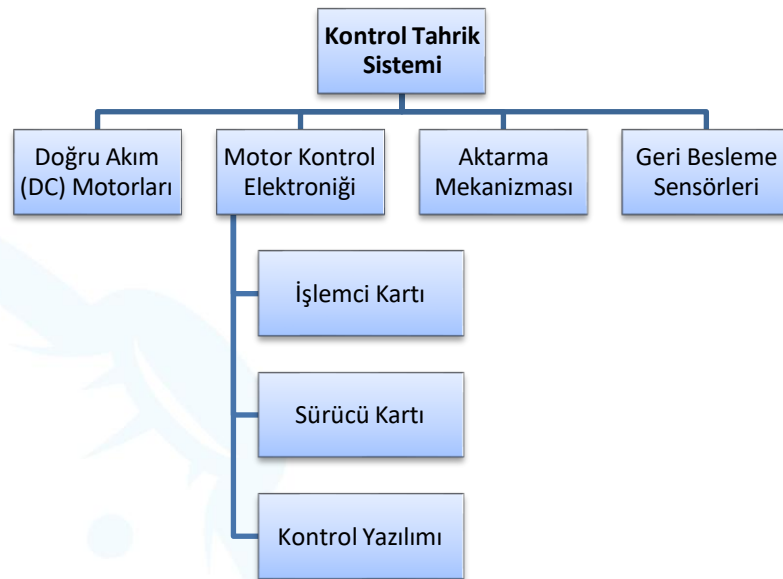 Kontrol Tahrik
Sistemi
Doğru Akım
(DC) Motorları
Motor Kontrol
Elektroniği
Aktarma
Mekanizması
Geri Besleme
Sensörleri
İşlemci Kartı
Sürücü Kartı
Kontrol Yazılımı